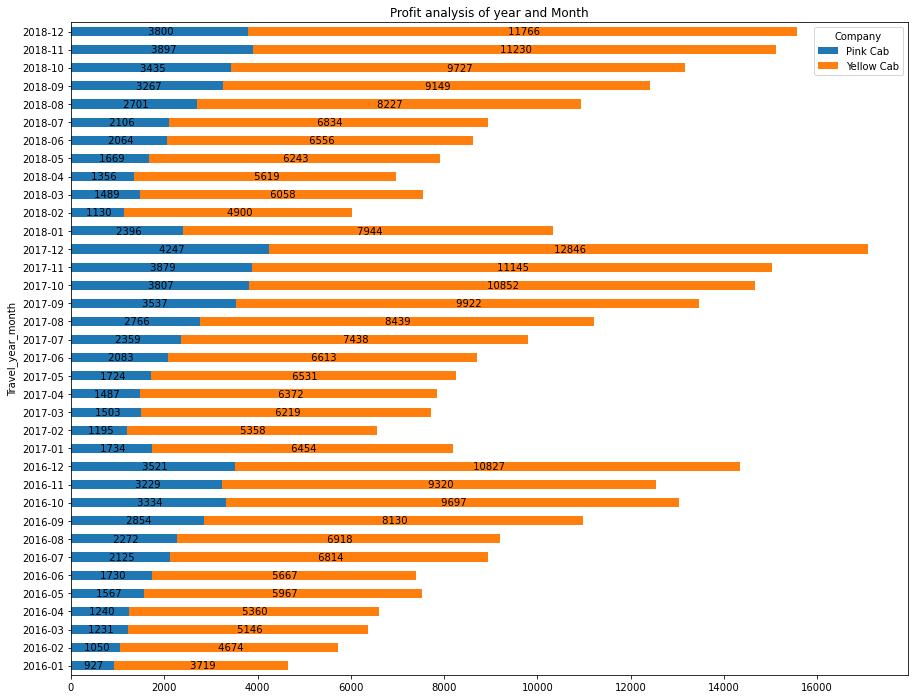 Profit analysis of year and Month
Company
Pink Cab
Yellow Cab
Travel_year_month
2018-12 3800 11766
2018-11 3897 11230
2018-10 3435 9727
2018-09 3267 9149
2018-08 2701 8227
2018-07 2106 6834
2018-06 2064 6556
2018-05 1669 6243
2018-04 1356 5619
2018-03 1489 6058
2018-02 1130 4900
2018-01 2396 7944
2017-12 4247 12846
2017-11 3879 11145
2017-10 3807 10852
2017-09 3537 9922
2017-08 2766 8439
2017-07 2359 7438
2017-06 2083 6613
2017-05 1724 6531
2017-04 1487 6372
2017-03 1503 6219
2017-02 1195 5358
2017-01 1734 6454
2016-12 3521 10827
2016-11 3229 9320
2016-10 3334 9697
2016-09 2854 8130
2016-08 2272 6918
2016-07 2125 6814
2016-06 1730 5667
2016-05 1567 5967
2016-04 1240 5360
2016-03 1231 5146
2016-02 1050 4674
2016-01 927 3719
0 2000 4000 6000 8000 10000 12000 14000 16000